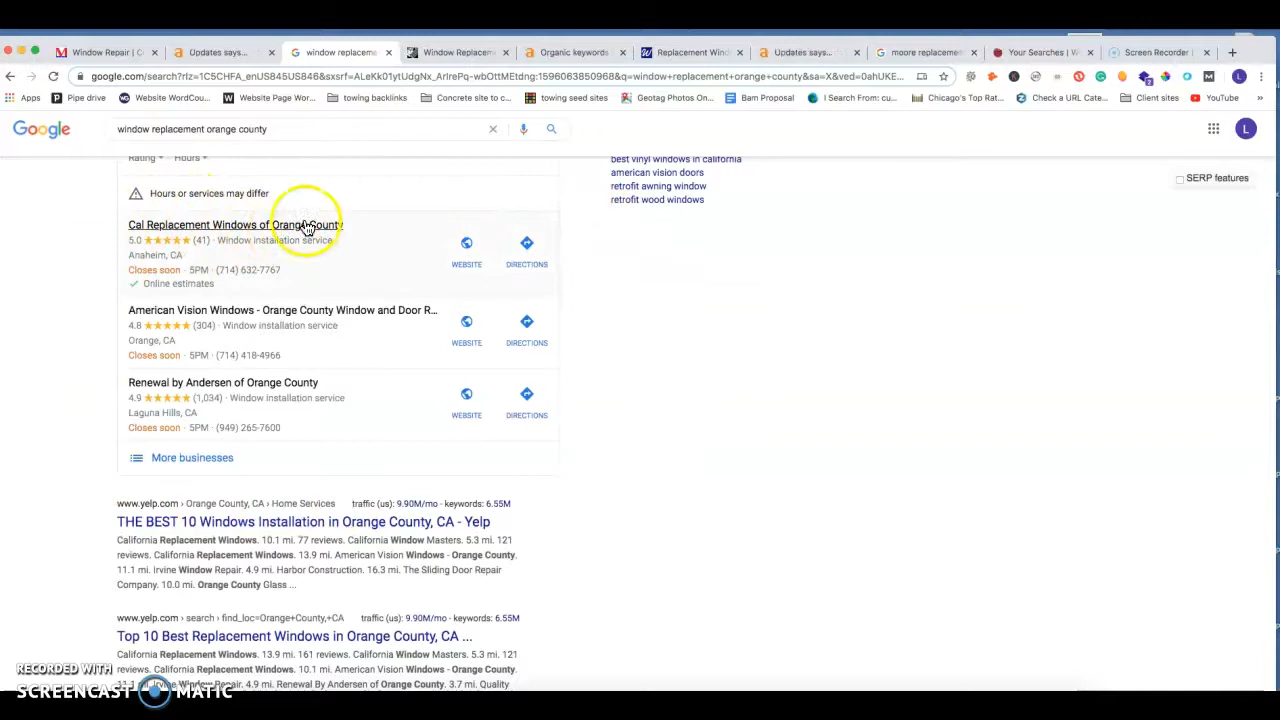 Window Repair | C
Updates says...
window replaceme
Window Replaceme
Organic keywords
Replacement Wind
Updates says...
moore replacemen
Your Searches | W
Screen Recorder |
google.com/search?rlz=1C5CHFA_enUS845US846&sxsrf=
Apps
Pipe drive
Website WordCou...
Website Page Wor...
towing backlinks
Concrete site to c...
towing seed sites
Geotag Photos On...
Bam Proposal
I Search From: cu...
Chicago's Top Rat...
Check a URL Cate...
Client sites
YouTube
»
Google
window replacement orange county
L
Rating
Hours
SERP features
best vinyl windows in california
american vision doors
retrofit awning window
retrofit wood windows
Hours or services may differ
Cal Replacement Windows of Orange County
5.0 (41) · Window installation service
Anaheim, CA
Closes soon · 5PM · (714) 632-7767
Online estimates
WEBSITE
DIRECTIONS
American Vision Windows - Orange County Window and Door R...
4.8 (304) · Window installation service
Orange, CA
Closes soon · 5PM · (714) 418-4966
WEBSITE
DIRECTIONS
Renewal by Andersen of Orange County
4.9 (1,034) · Window installation service
Laguna Hills, CA
Closes soon · 5PM · (949) 265-7600
WEBSITE
DIRECTIONS
More businesses
www.yelp.com › Orange County, CA › Home Services traffic (us): 9.90M/mo - keywords: 6.55M
THE BEST 10 Windows Installation in Orange County, CA - Yelp
California Replacement Windows. 10.1 mi. 77 reviews. California Window Masters. 5.3 mi. 121
reviews. California Replacement Windows. 13.9 mi. American Vision Windows - Orange County.
11.1 mi. Irvine Window Repair. 4.9 mi. Harbor Construction. 16.3 mi. The Sliding Door Repair
Company. 10.0 mi. Orange County Glass ...
www.yelp.com › search › find_loc=Orange+County,+CA traffic (us): 9.90M/mo - keywords: 6.55M
Top 10 Best Replacement Windows in Orange County, CA ...
California Replacement Windows. 13.9 mi. 161 reviews. California Window Masters. 5.3 mi. 121
reviews. California Replacement Windows. 10.1 mi. American Vision Windows - Orange County.
11.1 mi. Irvine Window Repair. 4.9 mi. Renewal By Andersen of Orange County. 3.7 mi. Quality
RECORDED WITH
SCREENCAST MATIC